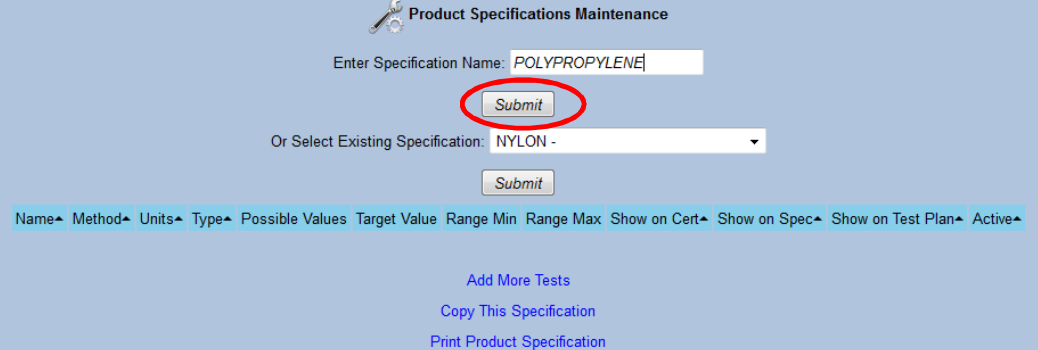 Product Specifications Maintenance
Enter Specification Name: POLYPROPYLENE
Submit
Or Select Existing Specification: NYLON -
Submit
Name Method Units Type Possible Values Target Value Range Min Range Max Show on Cert Show on Spec Show on Test Plan Active
Add More Tests
Copy This Specification
Print Product Specification